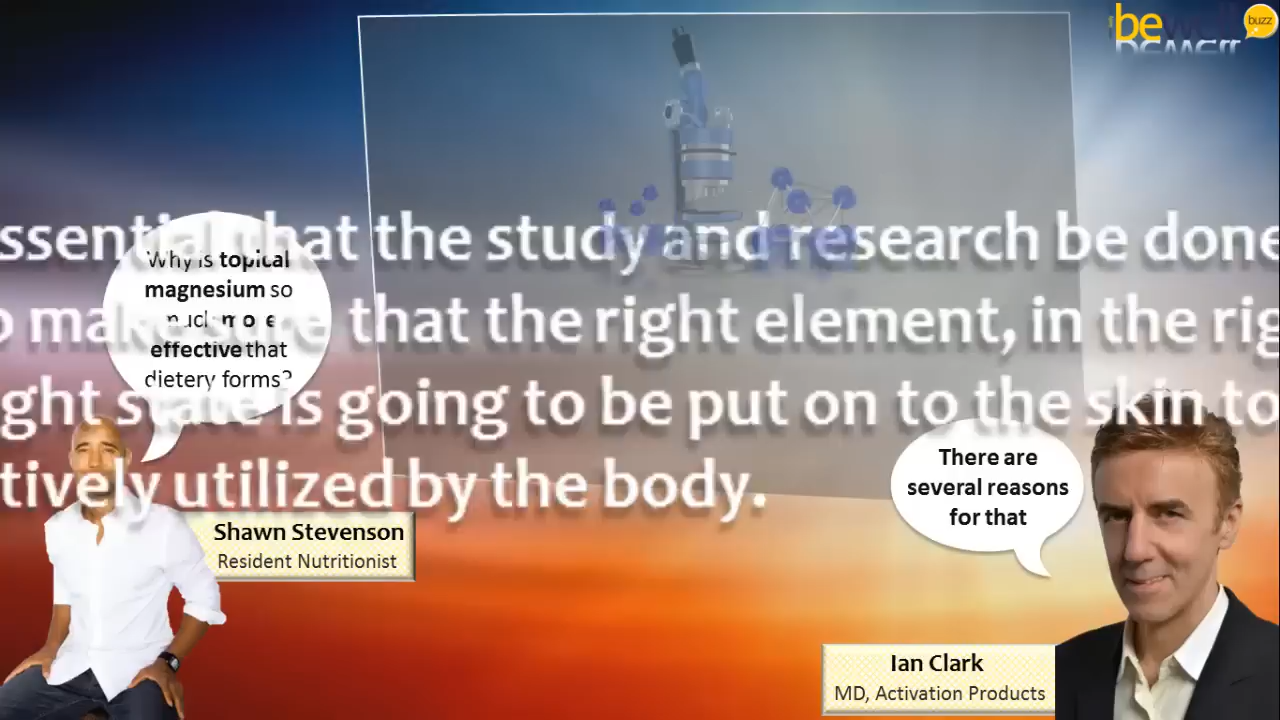 bewell
buzz
ssential that the study and research be done
o make sure that the right element, in the rig
ght state is going to be put on to the skin to
tively utilized by the body.
Why is topical
magnesium so
much more
effective that
dietery forms?
There are
several reasons
for that
Shawn Stevenson
Resident Nutritionist
Ian Clark
MD, Activation Products